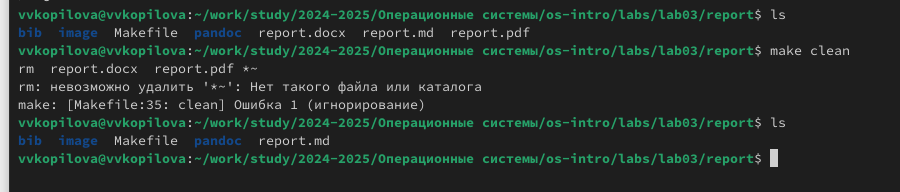 vvkopilova@vvkopilova:~/work/study/2024-2025/Операционные системы/os-intro/labs/lab03/report$ ls
bib image Makefile pandoc report.docx report.md report.pdf
vvkopilova@vvkopilova:~/work/study/2024-2025/Операционные системы/os-intro/labs/lab03/report$ make clean
rm report.docx report.pdf *~
rm: невозможно удалить '*~': Нет такого файла или каталога
make: [Makefile:35: clean] Ошибка 1 (игнорирование)
vvkopilova@vvkopilova:~/work/study/2024-2025/Операционные системы/os-intro/labs/lab03/report$ ls
bib image Makefile pandoc report.md
vvkopilova@vvkopilova:~/work/study/2024-2025/Операционные системы/os-intro/labs/lab03/report$